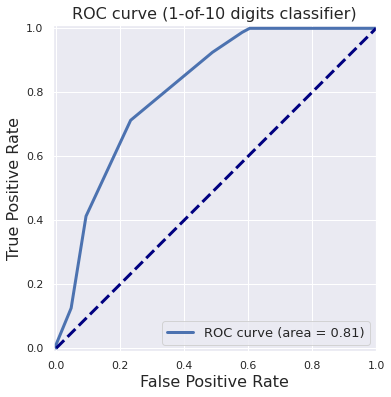 ROC curve (1-of-10 digits classifier)
True Positive Rate
1.0
0.8
0.6
0.4
0.2
0.0
ROC curve (area = 0.81)
0.0 0.2 0.4 0.6 0.8 1.0
False Positive Rate